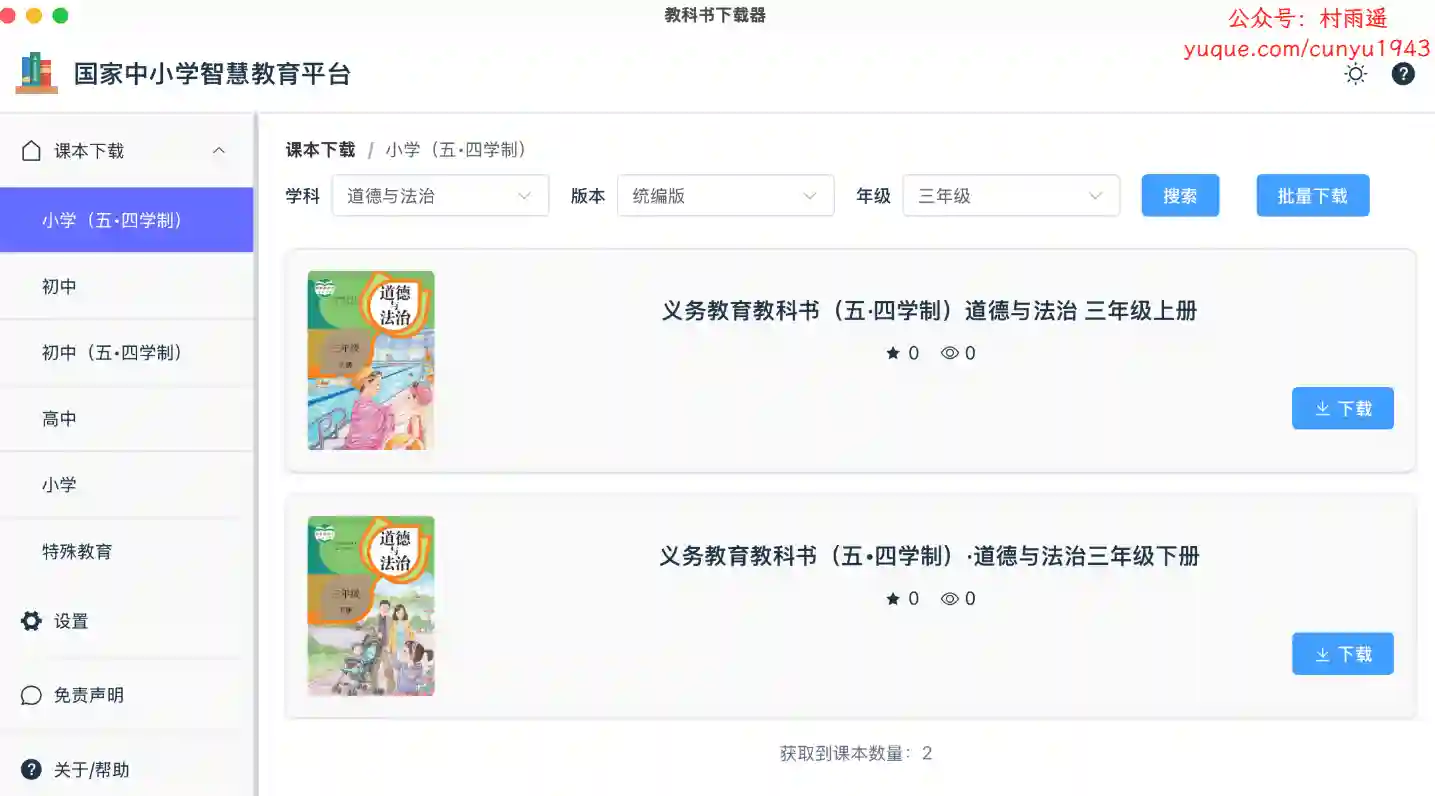 教科书下载器
公众号：村雨遥
yuque.com/cunyu1943
国家中小学智慧教育平台
课本下载
小学（五·四学制）
初中
初中（五·四学制）
高中
小学
特殊教育
设置
免责声明
关于/帮助
课本下载 / 小学（五·四学制）
学科 道德与法治 版本 统编版 年级 三年级 搜索 批量下载
道德
与
法治
三年级
上册
义务教育教科书（五·四学制）道德与法治 三年级上册
0 0
下载
道德
与
法治
三年级
下册
义务教育教科书（五•四学制）·道德与法治三年级下册
0 0
下载
获取到课本数量：2